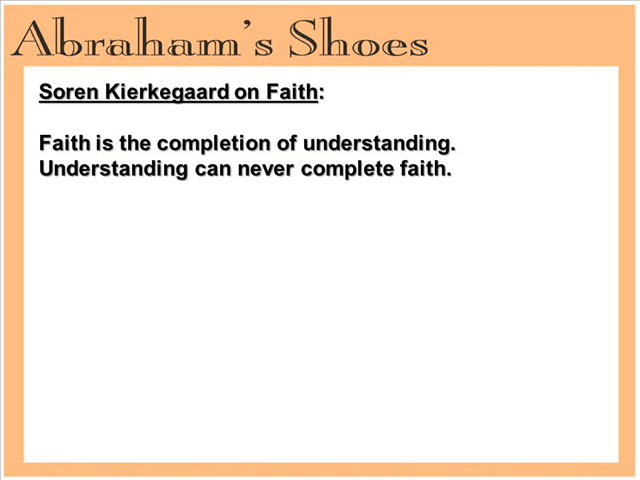 Abraham's Shoes
Soren Kierkegaard on Faith:
Faith is the completion of understanding.
Understanding can never complete faith.